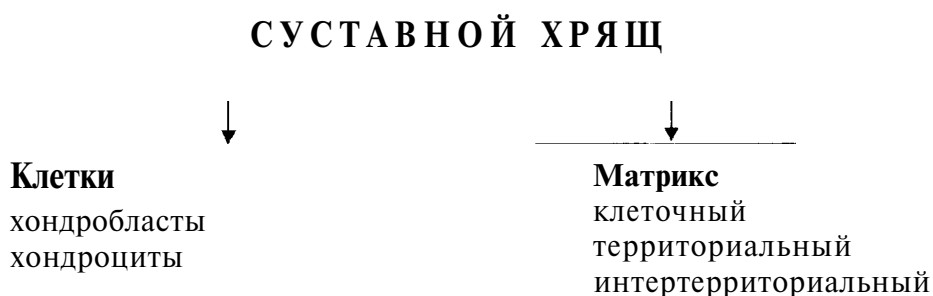 СУСТАВНОЙ ХРЯЩ
Клетки
хондробласты
хондроциты
Матрикс
клеточный
территориальный
интертерриториальный